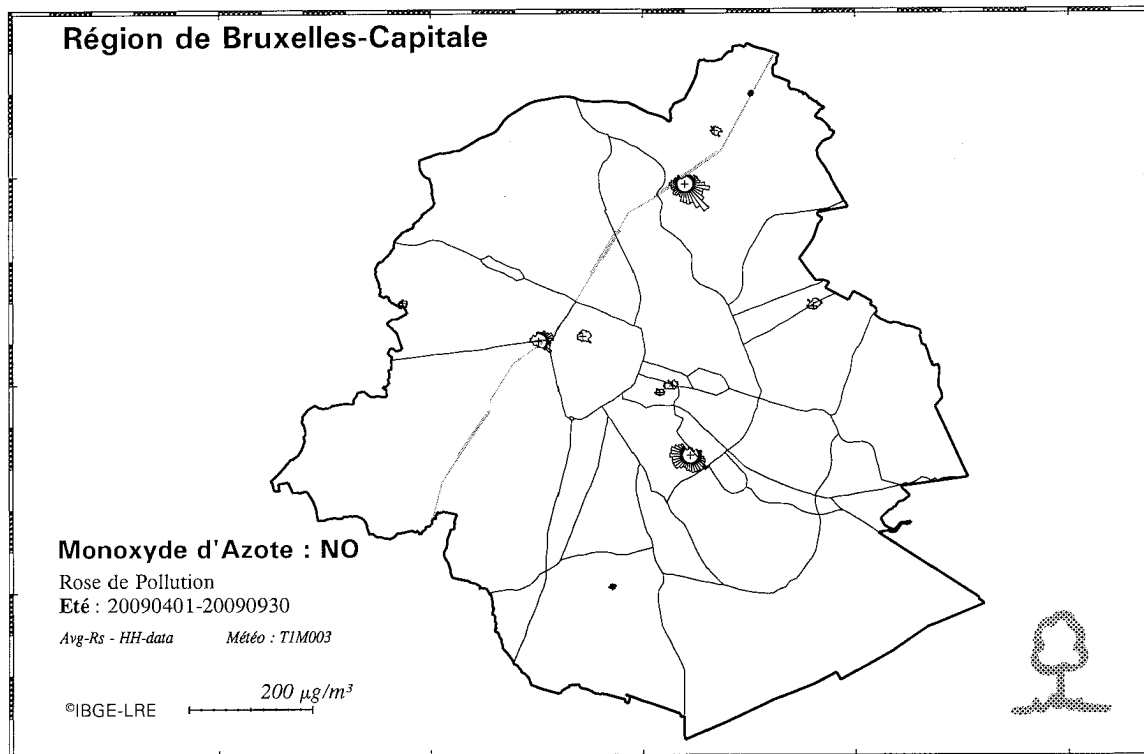 Région de Bruxelles-Capitale
Monoxyde d'Azote : NO
Rose de Pollution
Eté : 20090401-20090930
Avg-Rs - HH-data Météo : T1M003
200 μg/m³
©IBGE-LRE